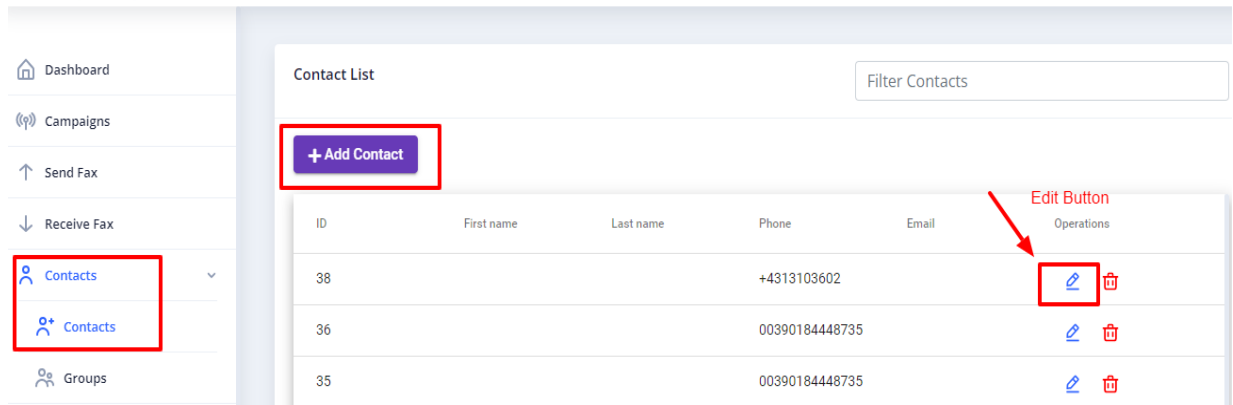 Dashboard
Campaigns
Send Fax
Receive Fax
Contacts
Contacts
Groups
Contact List
Filter Contacts
+ Add Contact
Edit Button
ID First name Last name Phone Email Operations
38 +4313103602
36 00390184448735
35 00390184448735